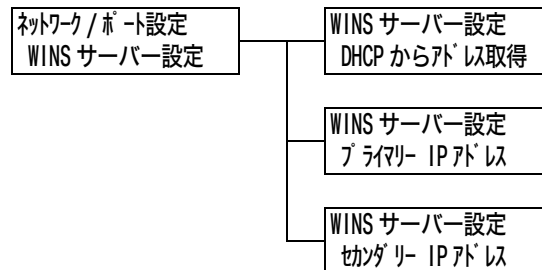 ネットワーク / ポート設定
WINS サーバー設定
WINS サーバー設定
DHCP からアドレス取得
WINS サーバー設定
プライマリー IP アドレス
WINS サーバー設定
セカンダリー IP アドレス